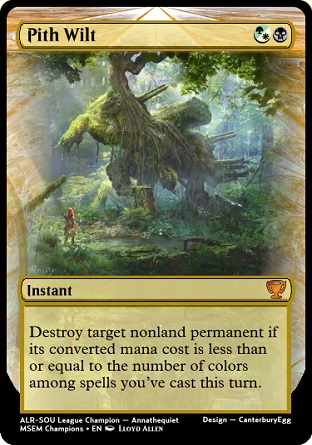 Pith Wilt
Instant
Destroy target nonland permanent if
its converted mana cost is less than
or equal to the number of colors
among spells you've cast this turn.
ALR-SOU League Champion — Annathequiet
Design — CanterburyEgg
MSEM Champions • EN Lloyd Allen